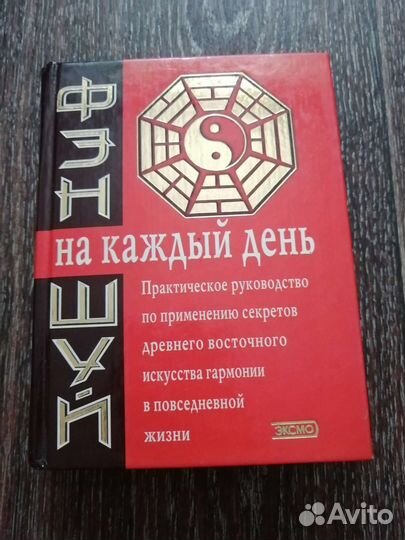 ФЭН ШУЙ
на каждый день
Практическое руководство
по применению секретов
древнего восточного
искусства гармонии
в повседневной
жизни
ЭКСМО
Avito